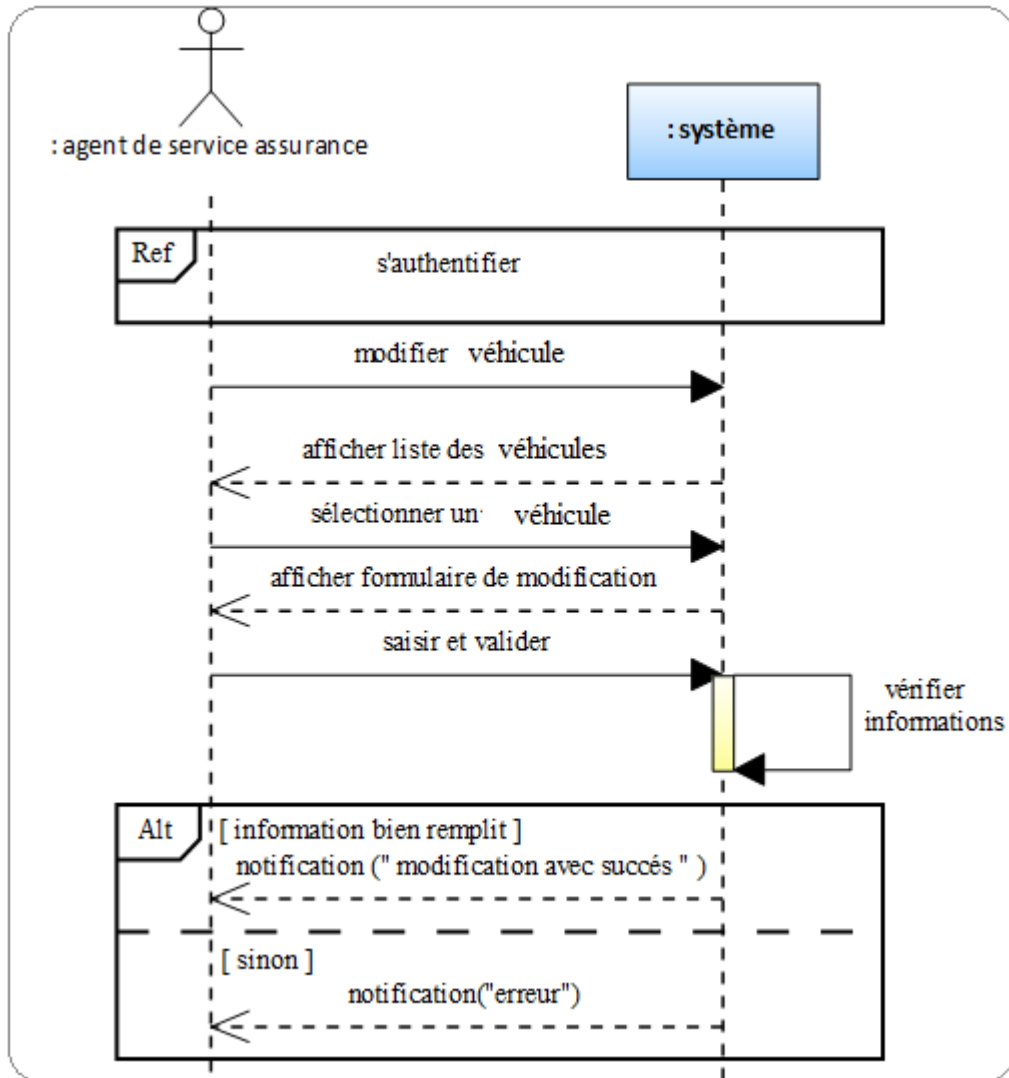 : agent de service assurance
: système
Ref
s'authentifier
modifier véhicule
afficher liste des véhicules
sélectionner un véhicule
afficher formulaire de modification
saisir et valider
vérifier
informations
Alt
[ information bien remplit ]
notification (" modification avec succés " )
[ sinon ]
notification("erreur")